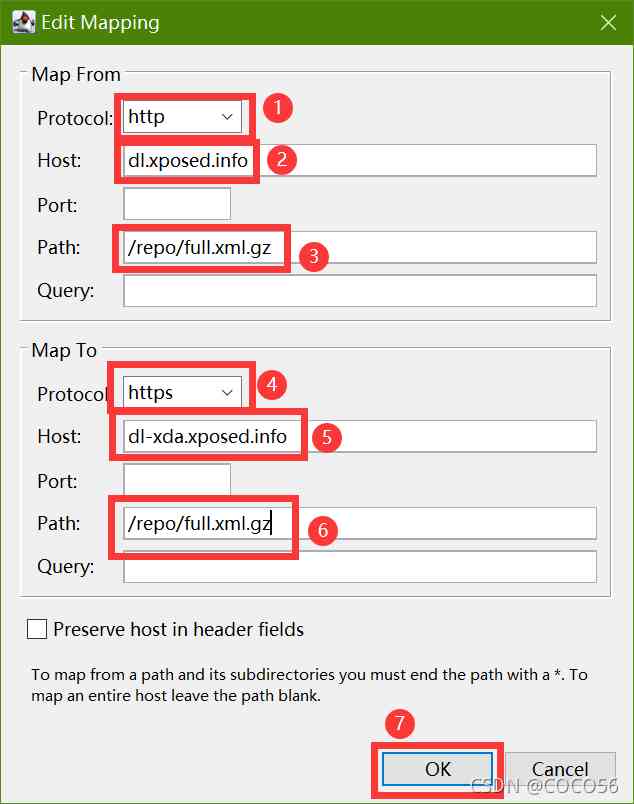 Edit Mapping
Map From
Protocol: http 1
Host: dl.xposed.info 2
Port:
Path: /repo/full.xml.gz 3
Query:
Map To
Protocol https 4
Host: dl-xda.xposed.info 5
Port:
Path: /repo/full.xml.gz 6
Query:
Preserve host in header fields
To map from a path and its subdirectories you must end the path with a *. To
map an entire host leave the path blank.
7
OK Cancel
CSDN @COCO56